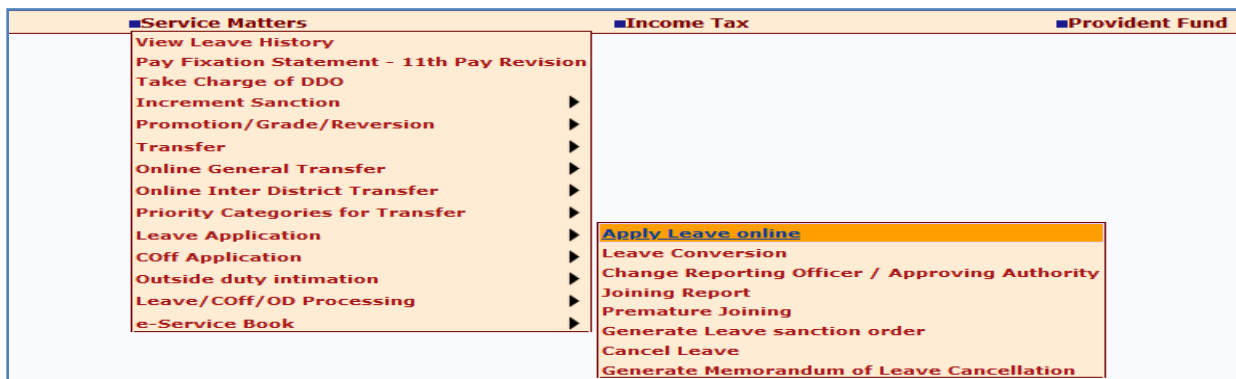 Service Matters
Income Tax
Provident Fund
View Leave History
Pay Fixation Statement - 11th Pay Revision
Take Charge of DDO
Increment Sanction
Promotion/Grade/Reversion
Transfer
Online General Transfer
Online Inter District Transfer
Priority Categories for Transfer
Leave Application
COff Application
Outside duty intimation
Leave/COff/OD Processing
e-Service Book
Apply Leave online
Leave Conversion
Change Reporting Officer / Approving Authority
Joining Report
Premature Joining
Generate Leave sanction order
Cancel Leave
Generate Memorandum of Leave Cancellation